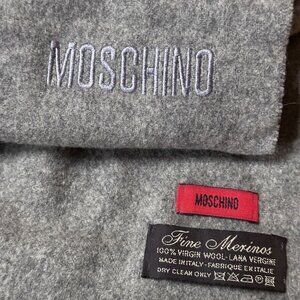 MOSCHINO
MOSCHINO
Fine Merinos
100% VIRGIN WOOL-LANA VERGINE
MADE IN ITALY-FABRIQUE EN ITALIE
DRY CLEAN ONLY